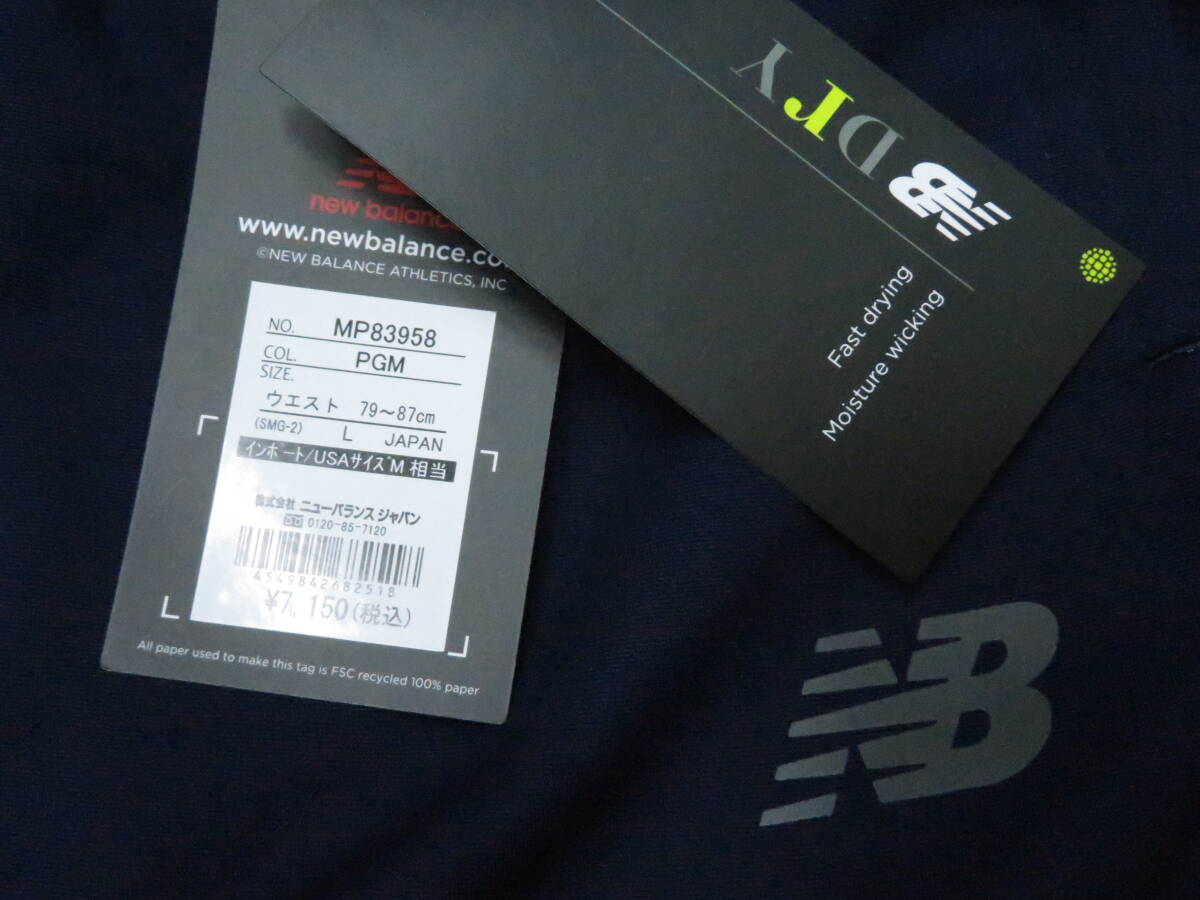 new balance
www.newbalance.co
©NEW BALANCE ATHLETICS, INC
NO. MP83958
COL. PGM
SIZE.
ウエスト 79～87cm
(SMG-2) L JAPAN
インポート/USAサイズM 相当
株式会社 ニューバランス ジャパン
0120-85-7120
4549842682518
¥7,150(税込)
All paper used to make this tag is FSC recycled 100% paper
NB Dry
Fast drying
Moisture wicking
NB